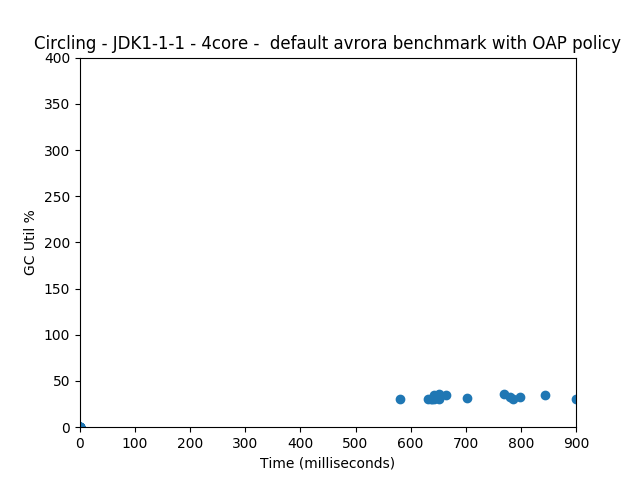 Circling - JDK1-1-1 - 4core -  default avrora benchmark with OAP policy
400
350
300
250
200
150
100
50
0
GC Util %
0 100 200 300 400 500 600 700 800 900
Time (milliseconds)